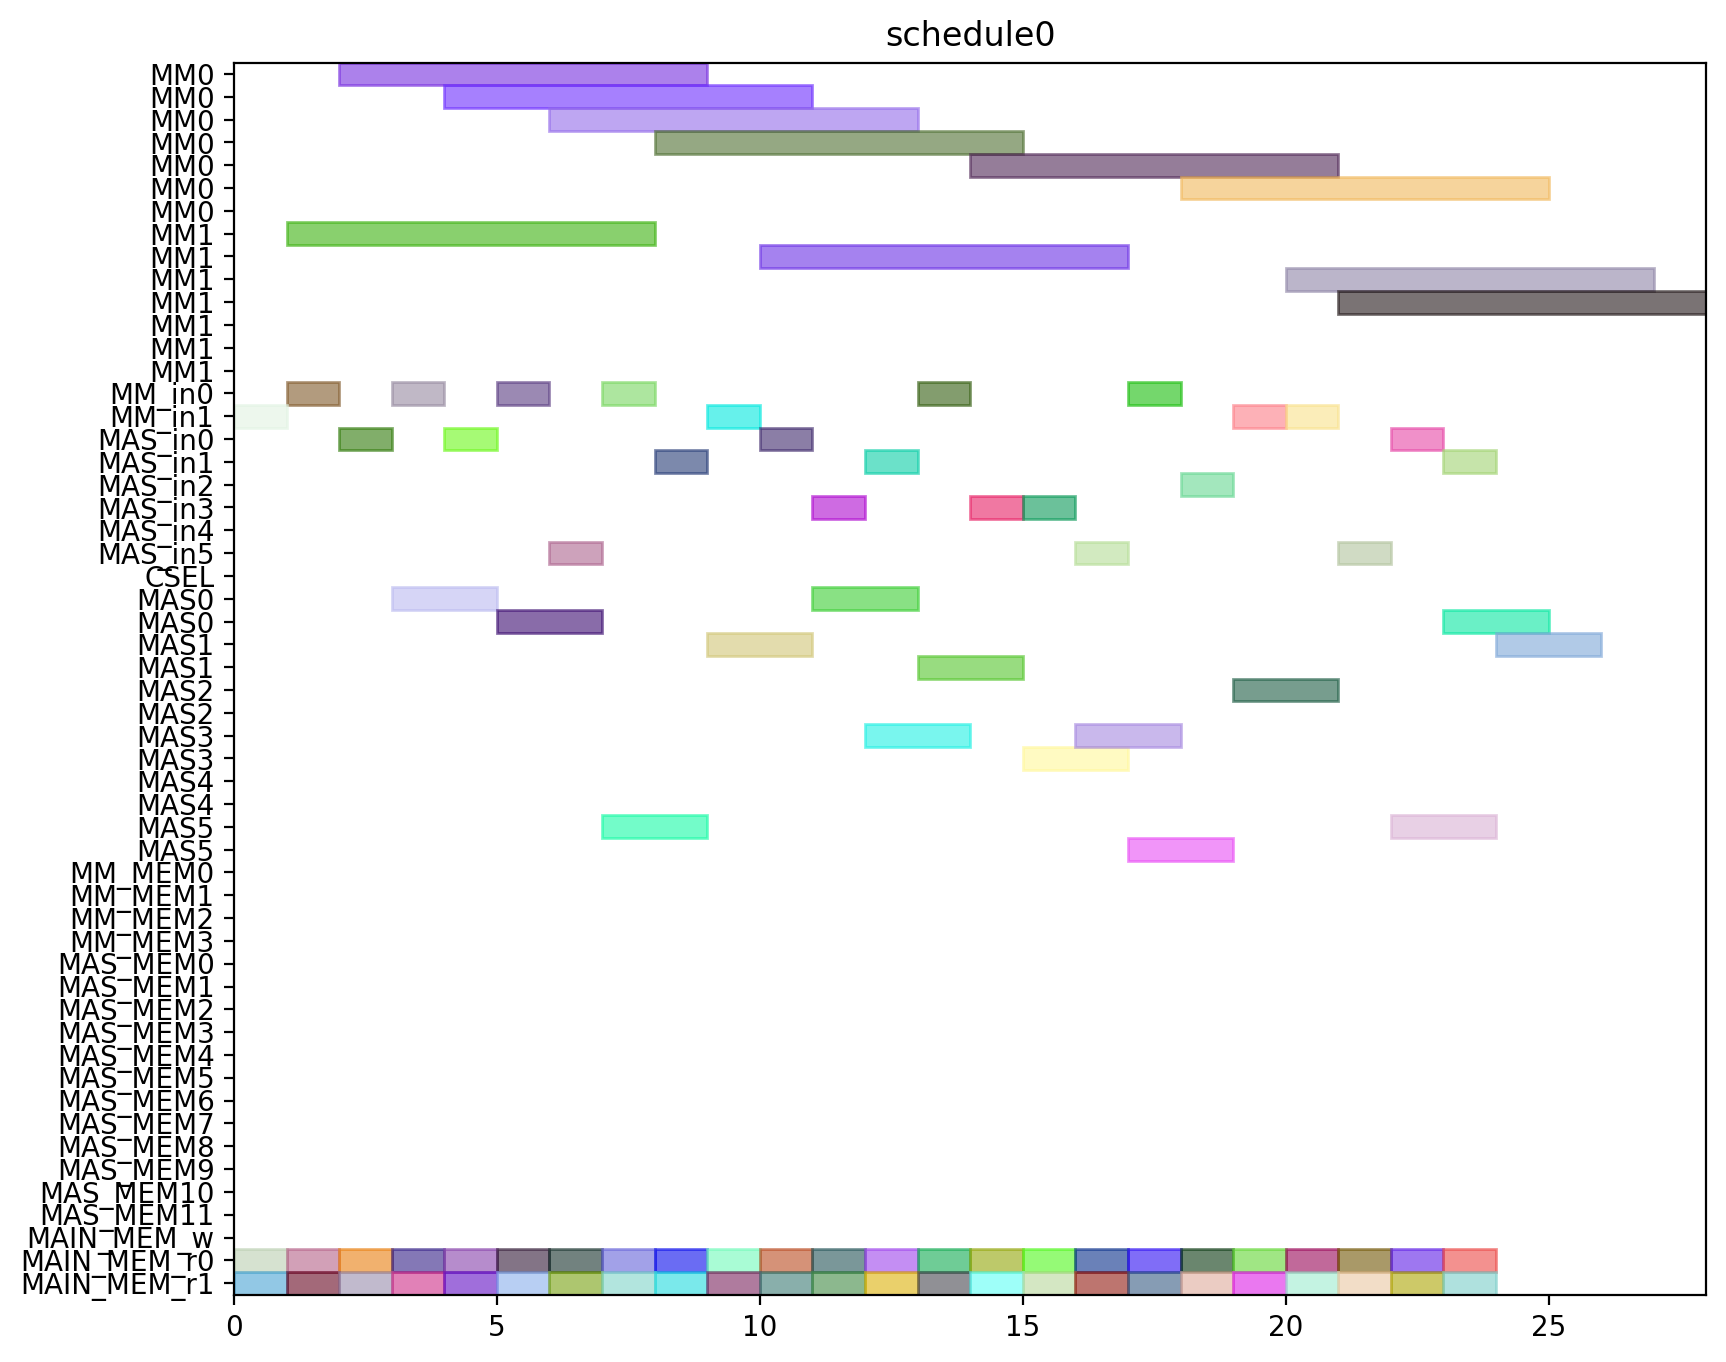 schedule0
MM0
MM0
MM0
MM0
MM0
MM0
MM0
MM1
MM1
MM1
MM1
MM1
MM1
MM1
MM_in0
MM_in1
MAS_in0
MAS_in1
MAS_in2
MAS_in3
MAS_in4
MAS_in5
CSEL
MAS0
MAS0
MAS1
MAS1
MAS2
MAS2
MAS3
MAS3
MAS4
MAS4
MAS5
MAS5
MM_MEM0
MM_MEM1
MM_MEM2
MM_MEM3
MAS_MEM0
MAS_MEM1
MAS_MEM2
MAS_MEM3
MAS_MEM4
MAS_MEM5
MAS_MEM6
MAS_MEM7
MAS_MEM8
MAS_MEM9
MAS_MEM10
MAS_MEM11
MAIN_MEM_w
MAIN_MEM_r0
MAIN_MEM_r1
0 5 10 15 20 25